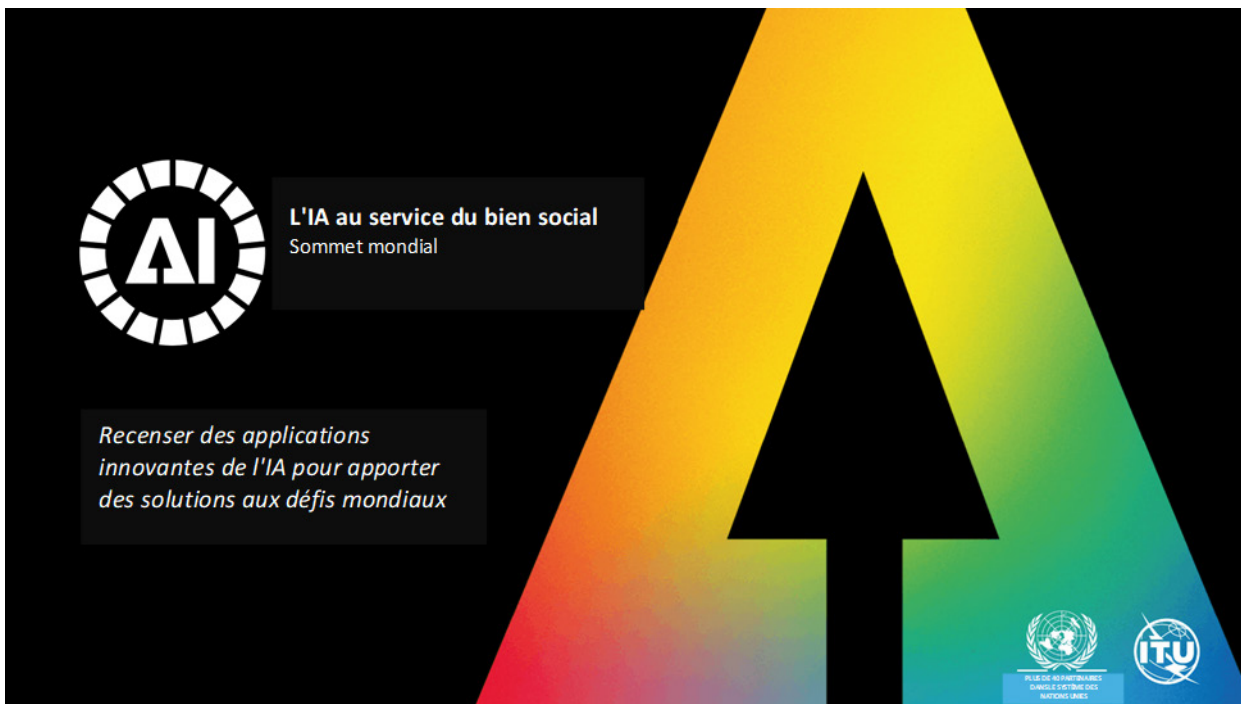 AI
L'IA au service du bien social
Sommet mondial
Recenser des applications
innovantes de l'IA pour apporter
des solutions aux défis mondiaux
PLUS DE 40 PARTENAIRES
DANS LE SYSTÈME DES
NATIONS UNIES
ITU